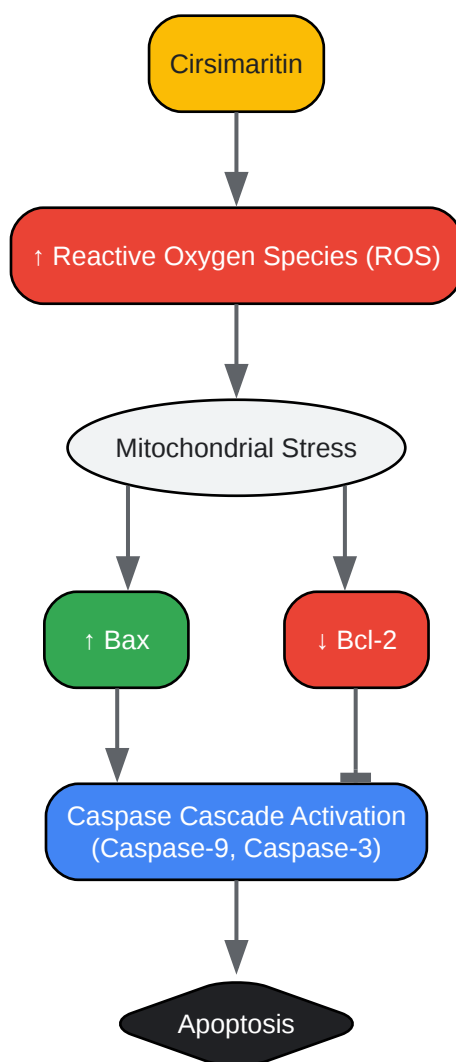 Cirsimaritin
↑ Reactive Oxygen Species (ROS)
Mitochondrial Stress
↑ Bax
↓ Bcl-2
Caspase Cascade Activation
(Caspase-9, Caspase-3)
Apoptosis